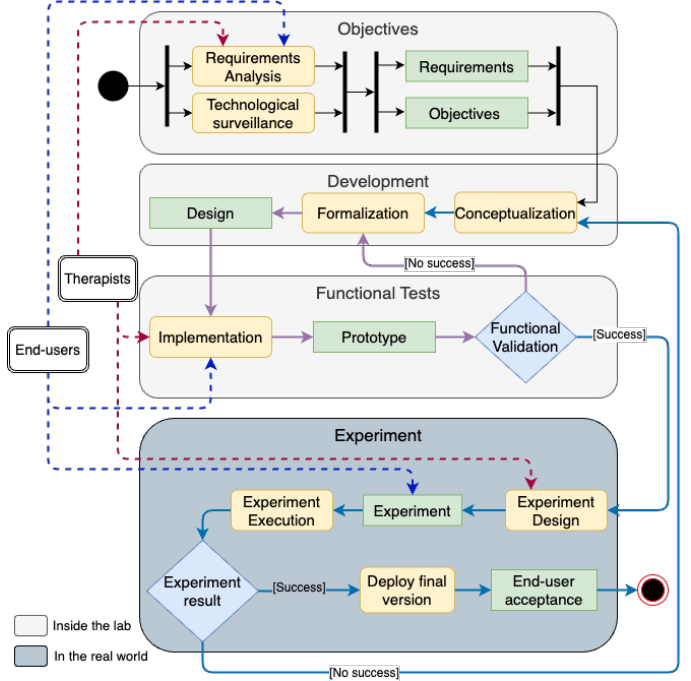 Objectives
Requirements
Analysis
Requirements
Technological
surveillance
Objectives
Development
Design
Formalization
Conceptualization
[No success]
Therapists
Functional Tests
Implementation
Prototype
Functional
Validation
[Success]
End-users
Experiment
Experiment
Execution
Experiment
Experiment
Design
Experiment
result
[Success]
Deploy final
version
End-user
acceptance
Inside the lab
In the real world
[No success]